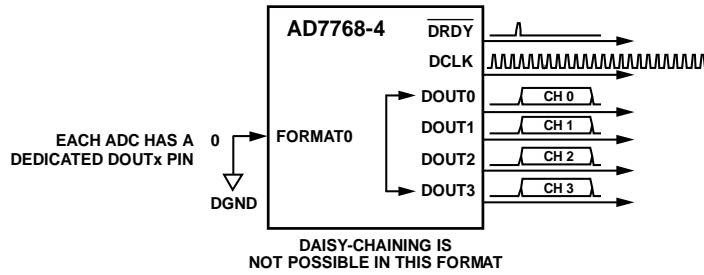 AD7768-4
DRDY
DCLK
DOUT0
CH 0
DOUT1
CH 1
DOUT2
CH 2
DOUT3
CH 3
EACH ADC HAS A
DEDICATED DOUTx PIN
0
FORMAT0
DGND
DAISY-CHAINING IS
NOT POSSIBLE IN THIS FORMAT